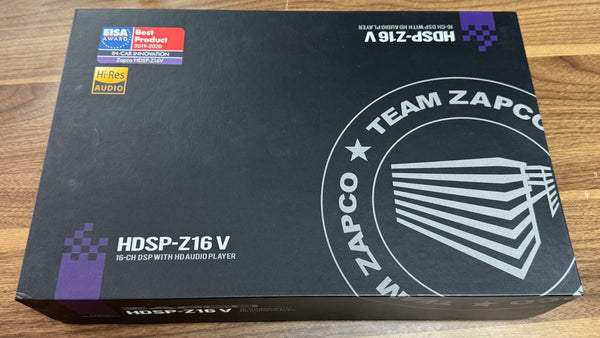 EISA
AWARD
Best
Product
2019-2020
IN-CAR INNOVATION
Zapco HDSP-Z16V
Hi-Res
AUDIO
HDSP-Z16 V
16-CH DSP WITH HD AUDIO PLAYER
★ TEAM ZAPCO
M ZAPCO
HDSP-Z16 V
16-CH DSP WITH HD AUDIO PLAYER
HDSP-Z16 V